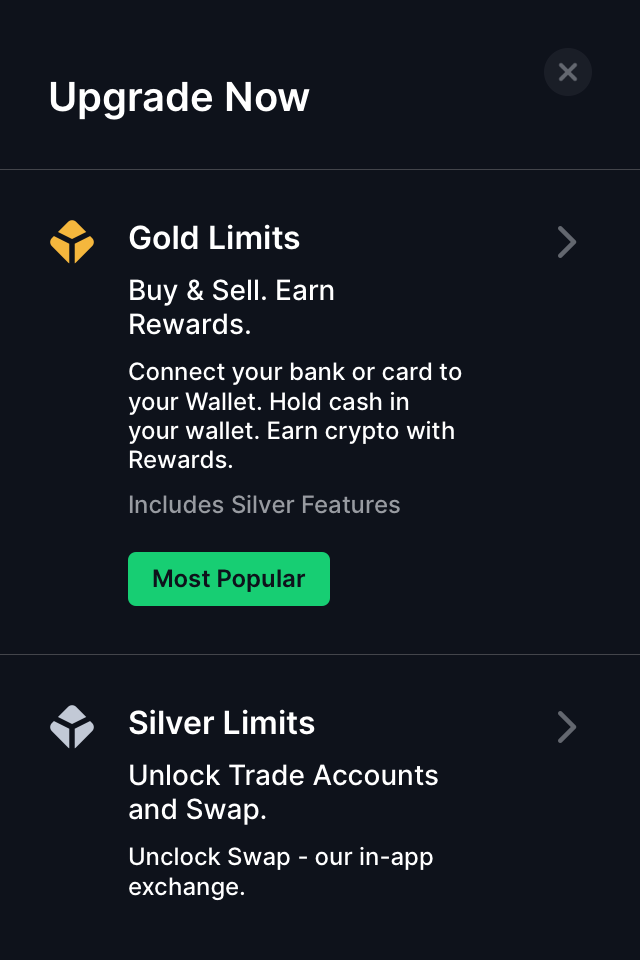 Upgrade Now
Gold Limits
Buy & Sell. Earn
Rewards.
Connect your bank or card to
your Wallet. Hold cash in
your wallet. Earn crypto with
Rewards.
Includes Silver Features
Most Popular
Silver Limits
Unlock Trade Accounts
and Swap.
Unclock Swap - our in-app
exchange.